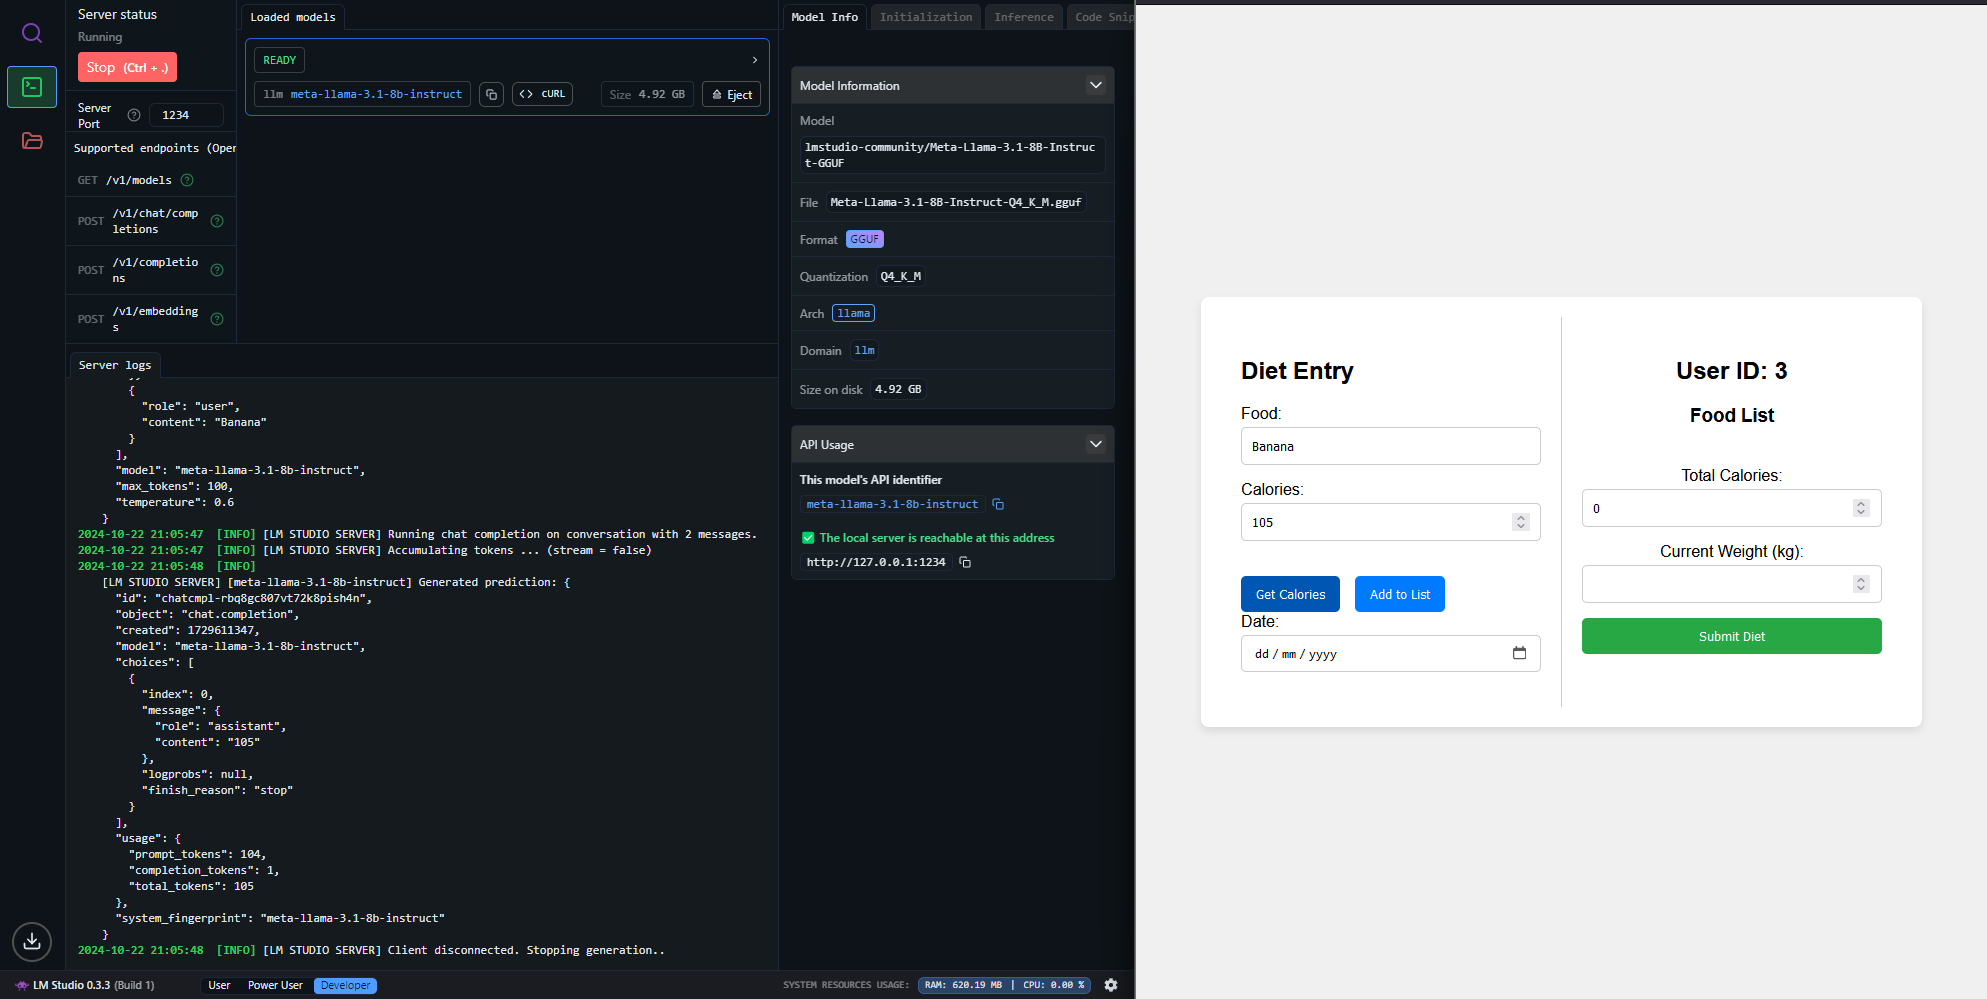 Server status
Running
Stop (Ctrl + .)
Server Port
1234
Supported endpoints (Oper
GET /v1/models
POST /v1/chat/comp
letions
POST /v1/completio
ns
POST /v1/embedding
s
Loaded models
READY
llm meta-llama-3.1-8b-instruct
<> cURL
Size 4.92 GB
Eject
Server logs
{
"role": "user",
"content": "Banana"
}
],
"model": "meta-llama-3.1-8b-instruct",
"max_tokens": 100,
"temperature": 0.6
}
2024-10-22 21:05:47 [INFO] [LM STUDIO SERVER] Running chat completion on conversation with 2 messages.
2024-10-22 21:05:47 [INFO] [LM STUDIO SERVER] Accumulating tokens ... (stream = false)
2024-10-22 21:05:48 [INFO]
[LM STUDIO SERVER] [meta-llama-3.1-8b-instruct] Generated prediction: {
"id": "chatcmpl-rbq8gc807vt72k8pish4n",
"object": "chat.completion",
"created": 1729611347,
"model": "meta-llama-3.1-8b-instruct",
"choices": [
{
"index": 0,
"message": {
"role": "assistant",
"content": "105"
},
"logprobs": null,
"finish_reason": "stop"
}
],
"usage": {
"prompt_tokens": 104,
"completion_tokens": 1,
"total_tokens": 105
},
"system_fingerprint": "meta-llama-3.1-8b-instruct"
}
2024-10-22 21:05:48 [INFO] [LM STUDIO SERVER] Client disconnected. Stopping generation..
Model Info
Initialization
Inference
Code Snip
Model Information
Model
lmstudio-community/Meta-Llama-3.1-8B-Instruc
t-GGUF
File Meta-Llama-3.1-8B-Instruct-Q4_K_M.gguf
Format GGUF
Quantization Q4_K_M
Arch llama
Domain llm
Size on disk 4.92 GB
API Usage
This model's API identifier
meta-llama-3.1-8b-instruct
The local server is reachable at this address
http://127.0.0.1:1234
LM Studio 0.3.3 (Build 1)
User
Power User
Developer
SYSTEM RESOURCES USAGE:
RAM: 620.19 MB | CPU: 0.00 %
Diet Entry
Food:
Banana
Calories:
105
Get Calories
Add to List
Date:
dd / mm / yyyy
User ID: 3
Food List
Total Calories:
0
Current Weight (kg):
Submit Diet